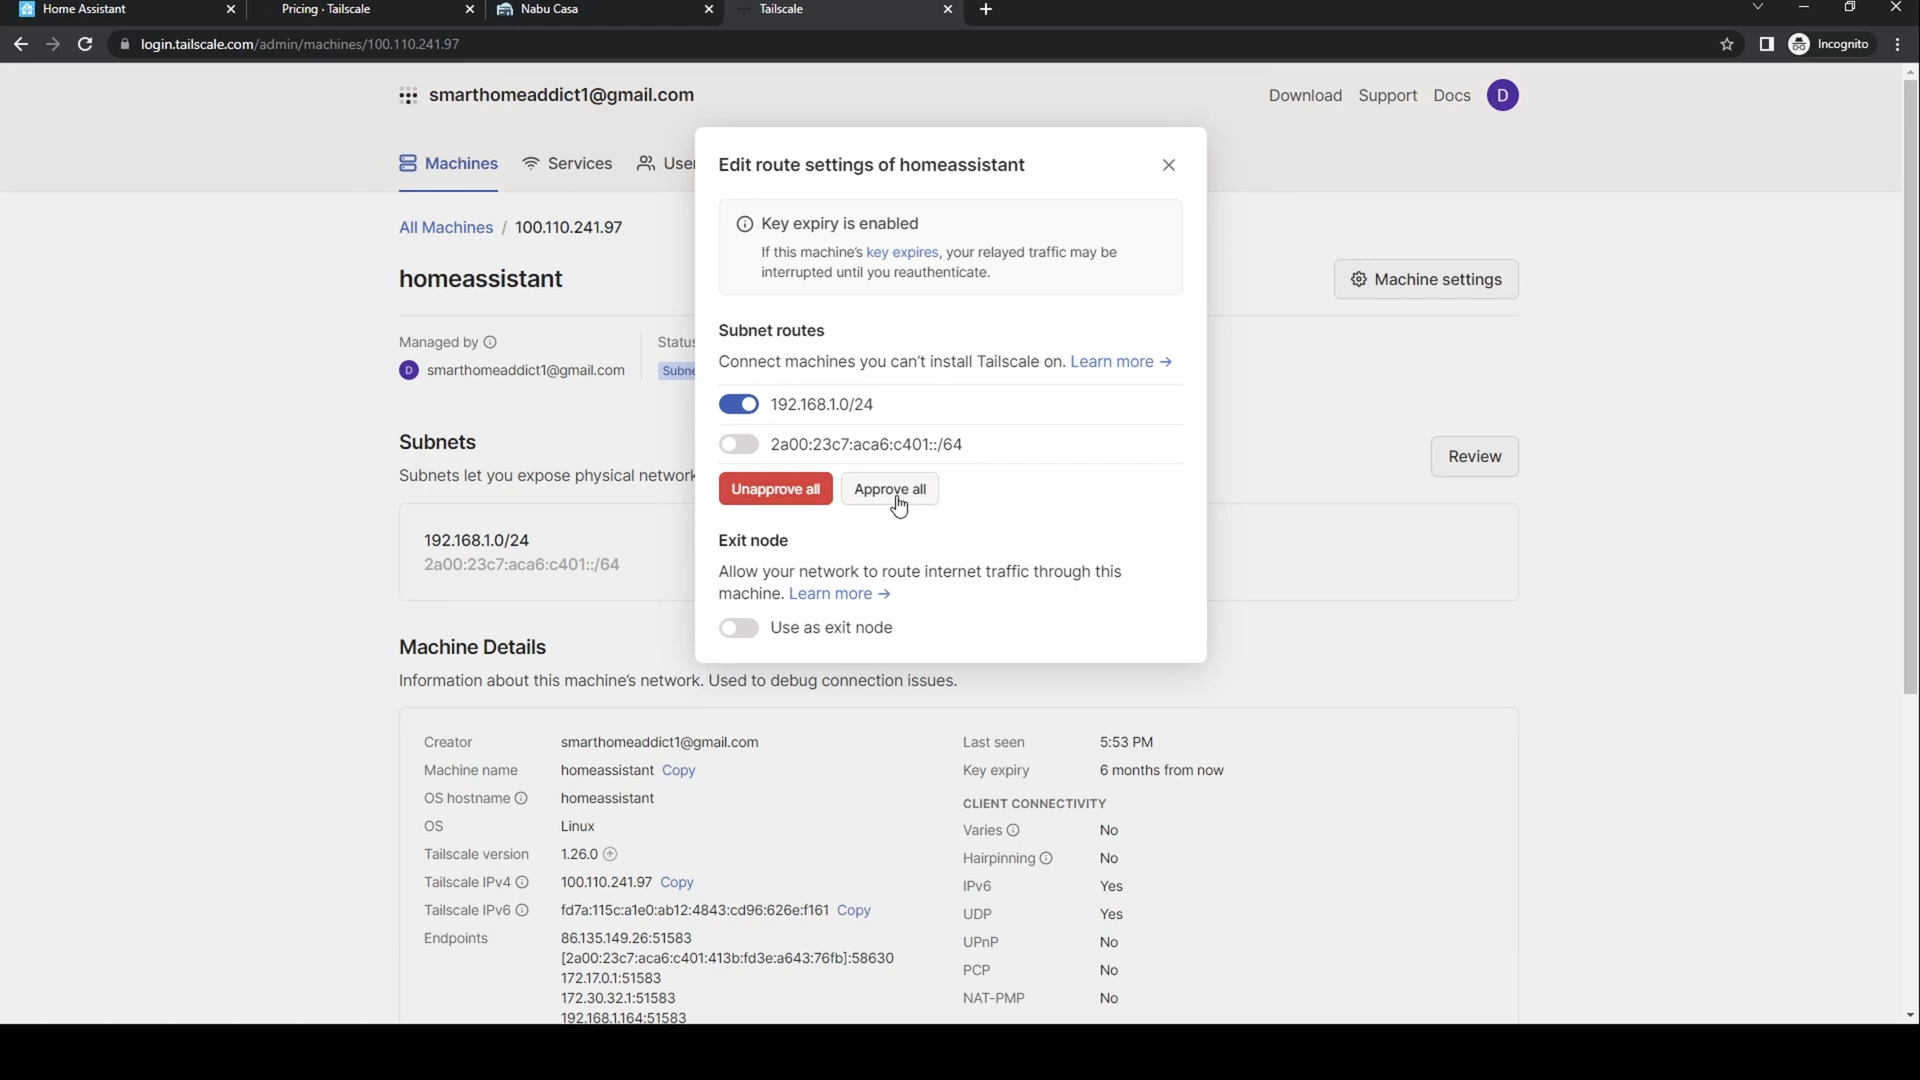 Home Assistant
Pricing · Tailscale
Nabu Casa
Tailscale
login.tailscale.com/admin/machines/100.110.241.97
Incognito
smarthomeaddict1@gmail.com
Download Support Docs D
Machines Services
All Machines / 100.110.241.97
homeassistant
Machine settings
Managed by
D smarthomeaddict1@gmail.com
Subnets
Subnets let you expose physical network
Review
192.168.1.0/24
2a00:23c7:aca6:c401::/64
Edit route settings of homeassistant
Key expiry is enabled
If this machine's key expires, your relayed traffic may be
interrupted until you reauthenticate.
Subnet routes
Connect machines you can't install Tailscale on. Learn more →
192.168.1.0/24
2a00:23c7:aca6:c401::/64
Unapprove all Approve all
Exit node
Allow your network to route internet traffic through this
machine. Learn more →
Use as exit node
Machine Details
Information about this machine's network. Used to debug connection issues.
Creator smarthomeaddict1@gmail.com
Machine name homeassistant Copy
OS hostname homeassistant
OS Linux
Tailscale version 1.26.0
Tailscale IPv4 100.110.241.97 Copy
Tailscale IPv6 fd7a:115c:a1e0:ab12:4843:cd96:626e:f161 Copy
Endpoints 86.135.149.26:51583
[2a00:23c7:aca6:c401:413b:fd3e:a643:76fb]:58630
172.17.0.1:51583
172.30.32.1:51583
192.168.1.164:51583
Last seen 5:53 PM
Key expiry 6 months from now
CLIENT CONNECTIVITY
Varies No
Hairpinning No
IPv6 Yes
UDP Yes
UPnP No
PCP No
NAT-PMP No